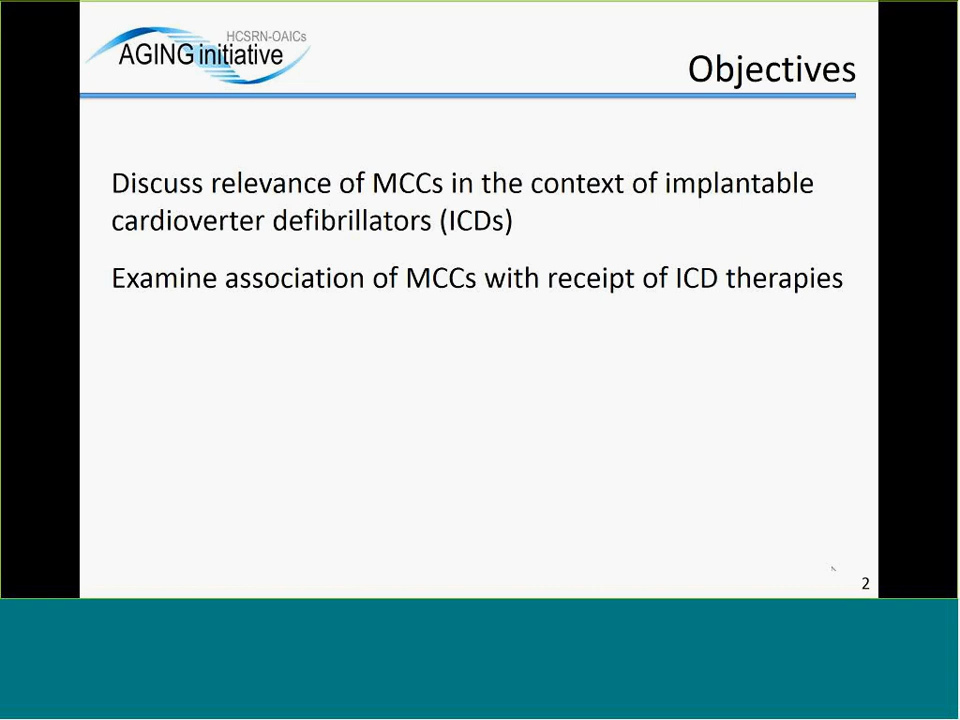 HCSRN-OAICs
AGING initiative
Objectives
Discuss relevance of MCCs in the context of implantable
cardioverter defibrillators (ICDs)
Examine association of MCCs with receipt of ICD therapies
2